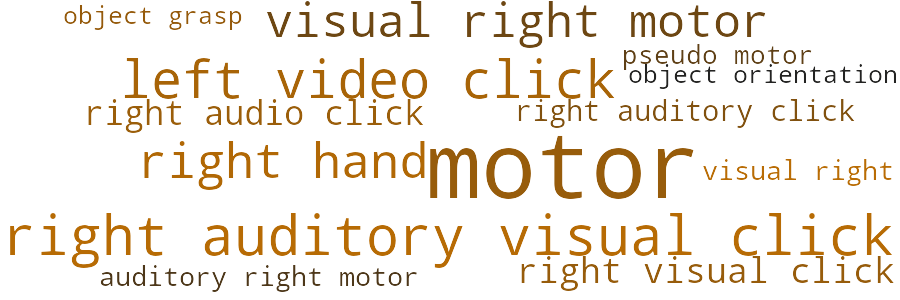 object grasp
visual right motor
pseudo motor
left video click
object orientation
right audio click
right auditory click
right hand
motor
visual right
right auditory visual click
auditory right motor
right visual click